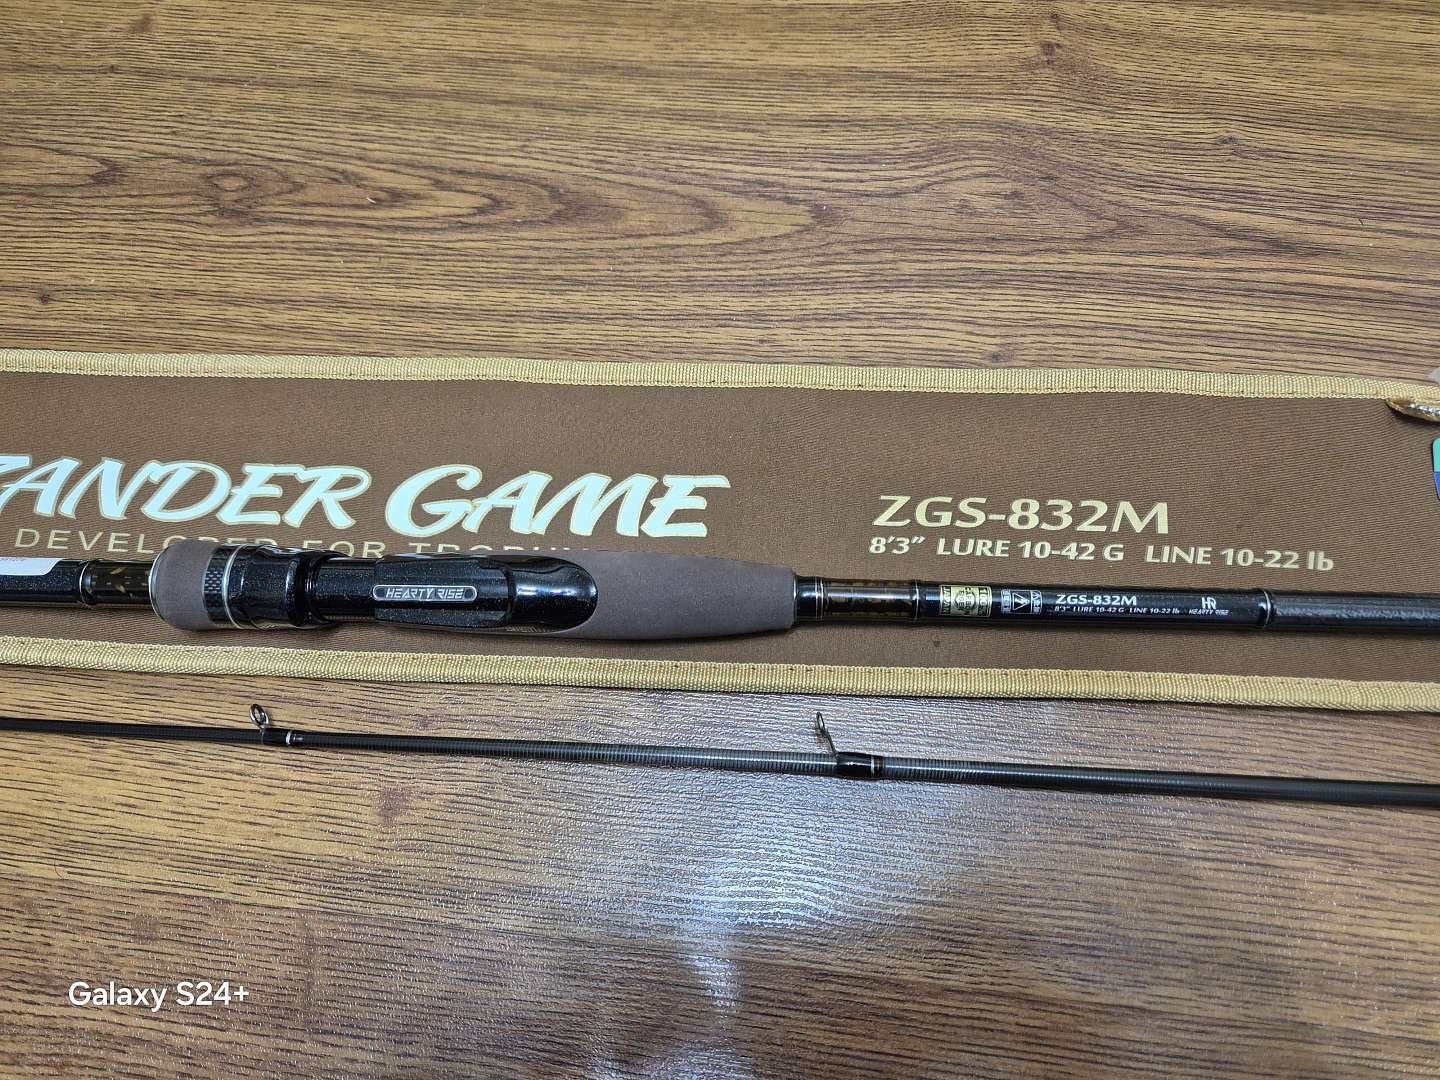 ZANDER GAME
DEVELOPED FOR
ZGS-832M
8'3" LURE 10-42 G LINE 10-22 lb
HEARTY RISE
ZGS-832M
8'3" LURE 10-42 G LINE 10-22 lb
HR
HEARTY RISE
Galaxy S24+